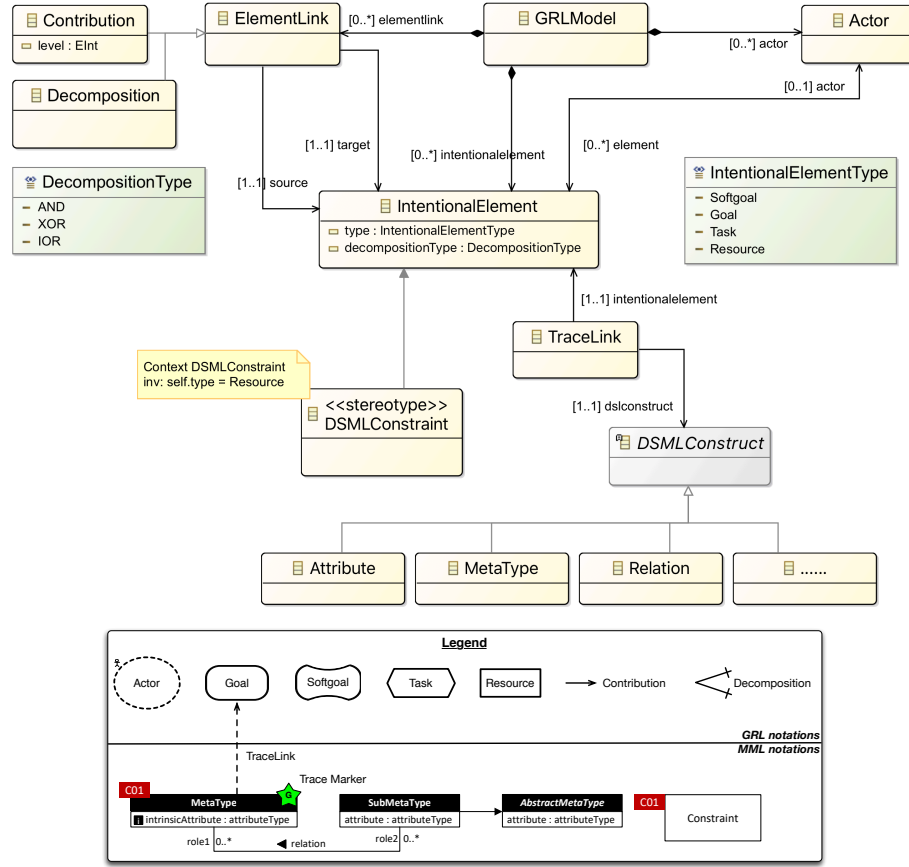 Contribution
level : EInt
ElementLink
[0..*] elementlink
GRLModel
[0..*] actor
Actor
[0..1] actor
Decomposition
[1..1] target
[0..*] intentionalelement
[0..*] element
[1..1] source
DecompositionType
AND
XOR
IOR
IntentionalElementType
Softgoal
Goal
Task
Resource
IntentionalElement
type : IntentionalElementType
decompositionType : DecompositionType
[1..1] intentionalelement
TraceLink
Context DSMLConstraint
inv: self.type = Resource
<<stereotype>>
DSMLConstraint
[1..1] dslconstruct
DSMLConstruct
Attribute
MetaType
Relation
......
Legend
Actor
Goal
Softgoal
Task
Resource
Contribution
Decomposition
GRL notations
MML notations
TraceLink
Trace Marker
C01
G
MetaType
i intrinsicAttribute : attributeType
SubMetaType
attribute : attributeType
AbstractMetaType
attribute : attributeType
C01
Constraint
role1 0..*
relation
role2 0..*